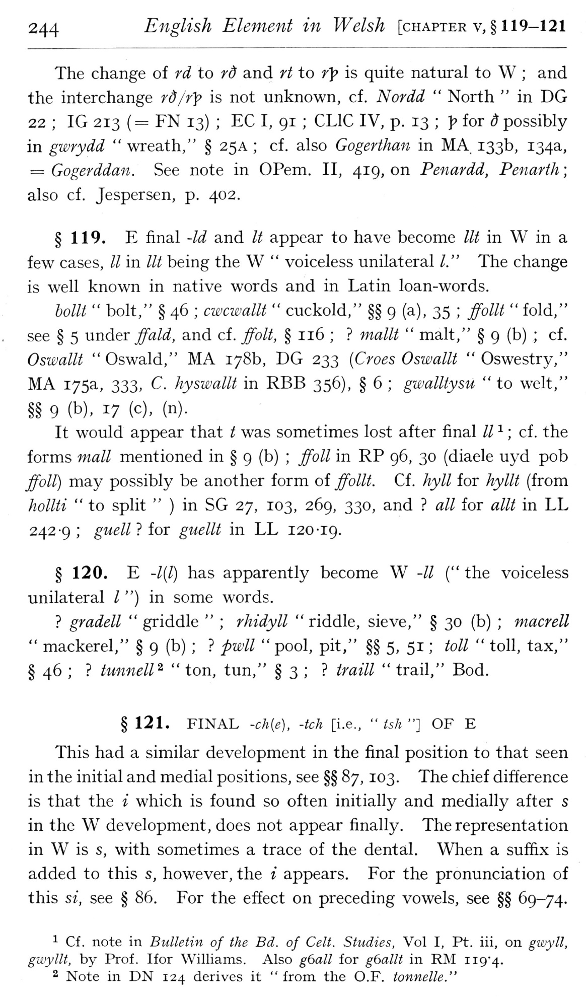 244 English Element in Welsh [CHAPTER V, § 119–121
The change of rd to rð and rt to rþ is quite natural to W ; and
the interchange rð/rþ is not unknown, cf. Nordd “ North ” in DG
22 ; IG 213 (= FN 13) ; EC I, 91 ; CLlC IV, p. 13 ; þ for ð possibly
in gwrydd “ wreath,” § 25A ; cf. also Gogerthan in MA. 133b, 134a,
= Gogerddan. See note in OPem. II, 419, on Penardd, Penarth ;
also cf. Jespersen, p. 402.
§ 119. E final -ld and lt appear to have become llt in W in a
few cases, ll in llt being the W “ voiceless unilateral l.” The change
is well known in native words and in Latin loan-words.
bollt “ bolt,” § 46 ; cwcwallt “ cuckold,” §§ 9 (a), 35 ; ffollt “ fold,”
see § 5 under ffald, and cf. ffolt, § 116 ; ? mallt “ malt,” § 9 (b) ; cf.
Oswallt “ Oswald,” MA 178b, DG 233 (Croes Oswallt “ Oswestry,”
MA 175a, 333, C. hyswallt in RBB 356), § 6 ; gwalltysu “ to welt,”
§§ 9 (b), 17 (c), (n).
It would appear that t was sometimes lost after final ll ¹ ; cf. the
forms mall mentioned in § 9 (b) ; ffoll in RP 96, 30 (diaele uyd pob
ffoll) may possibly be another form of ffollt. Cf. hyll for hyllt (from
hollti “ to split ” ) in SG 27, 103, 269, 330, and ? all for allt in LL
242·9 ; guell ? for guellt in LL 120·19.
§ 120. E -l(l) has apparently become W -ll (“ the voiceless
unilateral l ”) in some words.
? gradell “ griddle ” ; rhidyll “ riddle, sieve,” § 30 (b) ; macrell
“ mackerel,” § 9 (b) ; ? pwll “ pool, pit,” §§ 5, 51 ; toll “ toll, tax,”
§ 46 ; ? tunnell ² “ ton, tun,” § 3 ; ? traill “ trail,” Bod.
§ 121. FINAL -ch(e), -tch [i.e., “ tsh ”] OF E
This had a similar development in the final position to that seen
in the initial and medial positions, see §§ 87, 103. The chief difference
is that the i which is found so often initially and medially after s
in the W development, does not appear finally. The representation
in W is s, with sometimes a trace of the dental. When a suffix is
added to this s, however, the i appears. For the pronunciation of
this si, see § 86. For the effect on preceding vowels, see §§ 69–74.
¹ Cf. note in Bulletin of the Bd. of Celt. Studies, Vol I, Pt. iii, on gwyll,
gwyllt, by Prof. Ifor Williams. Also g6all for g6allt in RM 119·4.
² Note in DN 124 derives it “ from the O.F. tonnelle.”